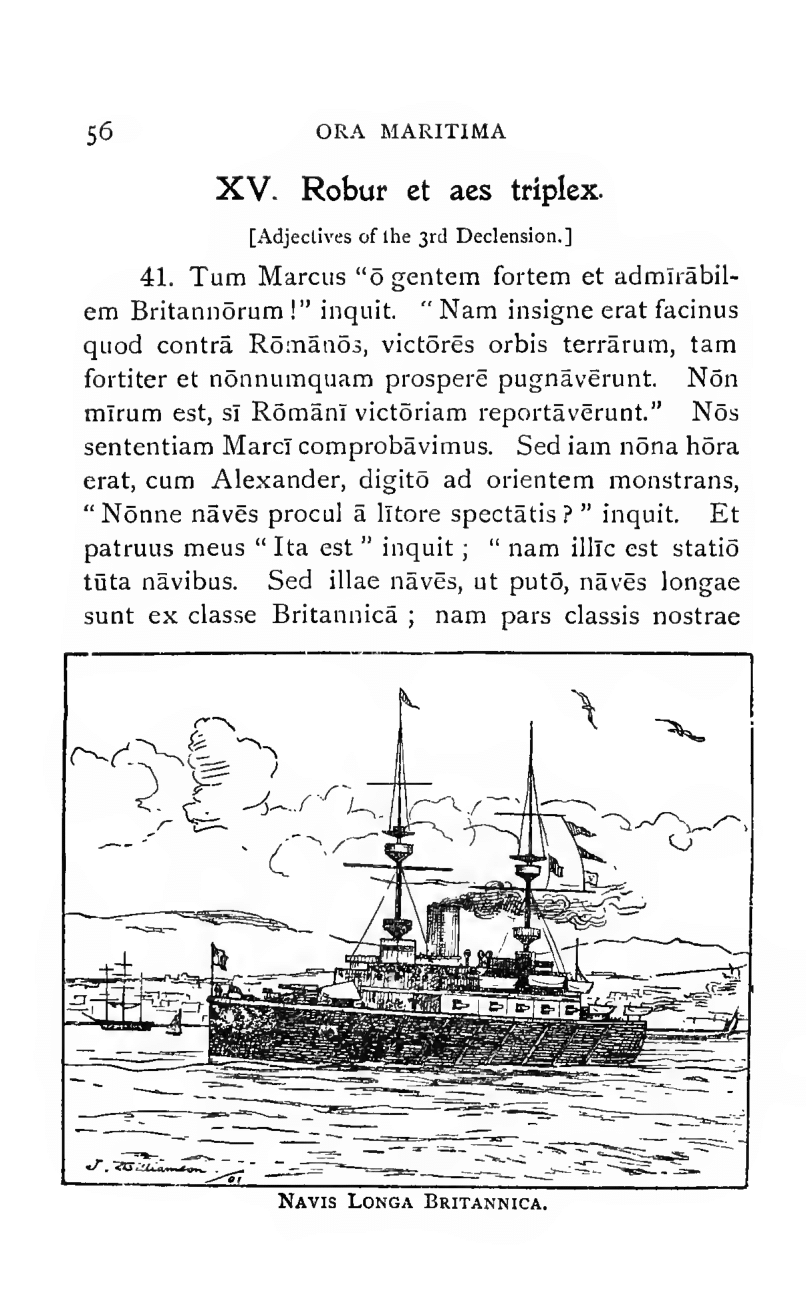 56 ORA MARITIMA
XV. Robur et aes triplex.
[Adjectives of the 3rd Declension.]
41. Tum Marcus “ō gentem fortem et admīrābil-
em Britannōrum!” inquit. “Nam insigne erat facinus
quod contrā Rōmānōs, victōrēs orbis terrārum, tam
fortiter et nōnnumquam prosperē pugnāvērunt. Nōn
mīrum est, sī Rōmānī victōriam reportāvērunt.” Nōs
sententiam Marcī comprobāvimus. Sed iam nōna hōra
erat, cum Alexander, digitō ad orientem monstrans,
“Nōnne nāvēs procul ā lītore spectātis?” inquit. Et
patruus meus “Ita est” inquit; “nam illīc est statiō
tūta nāvibus. Sed illae nāvēs, ut putō, nāvēs longae
sunt ex classe Britannicā; nam pars classis nostrae
J. Williamson
/01
NAVIS LONGA BRITANNICA.